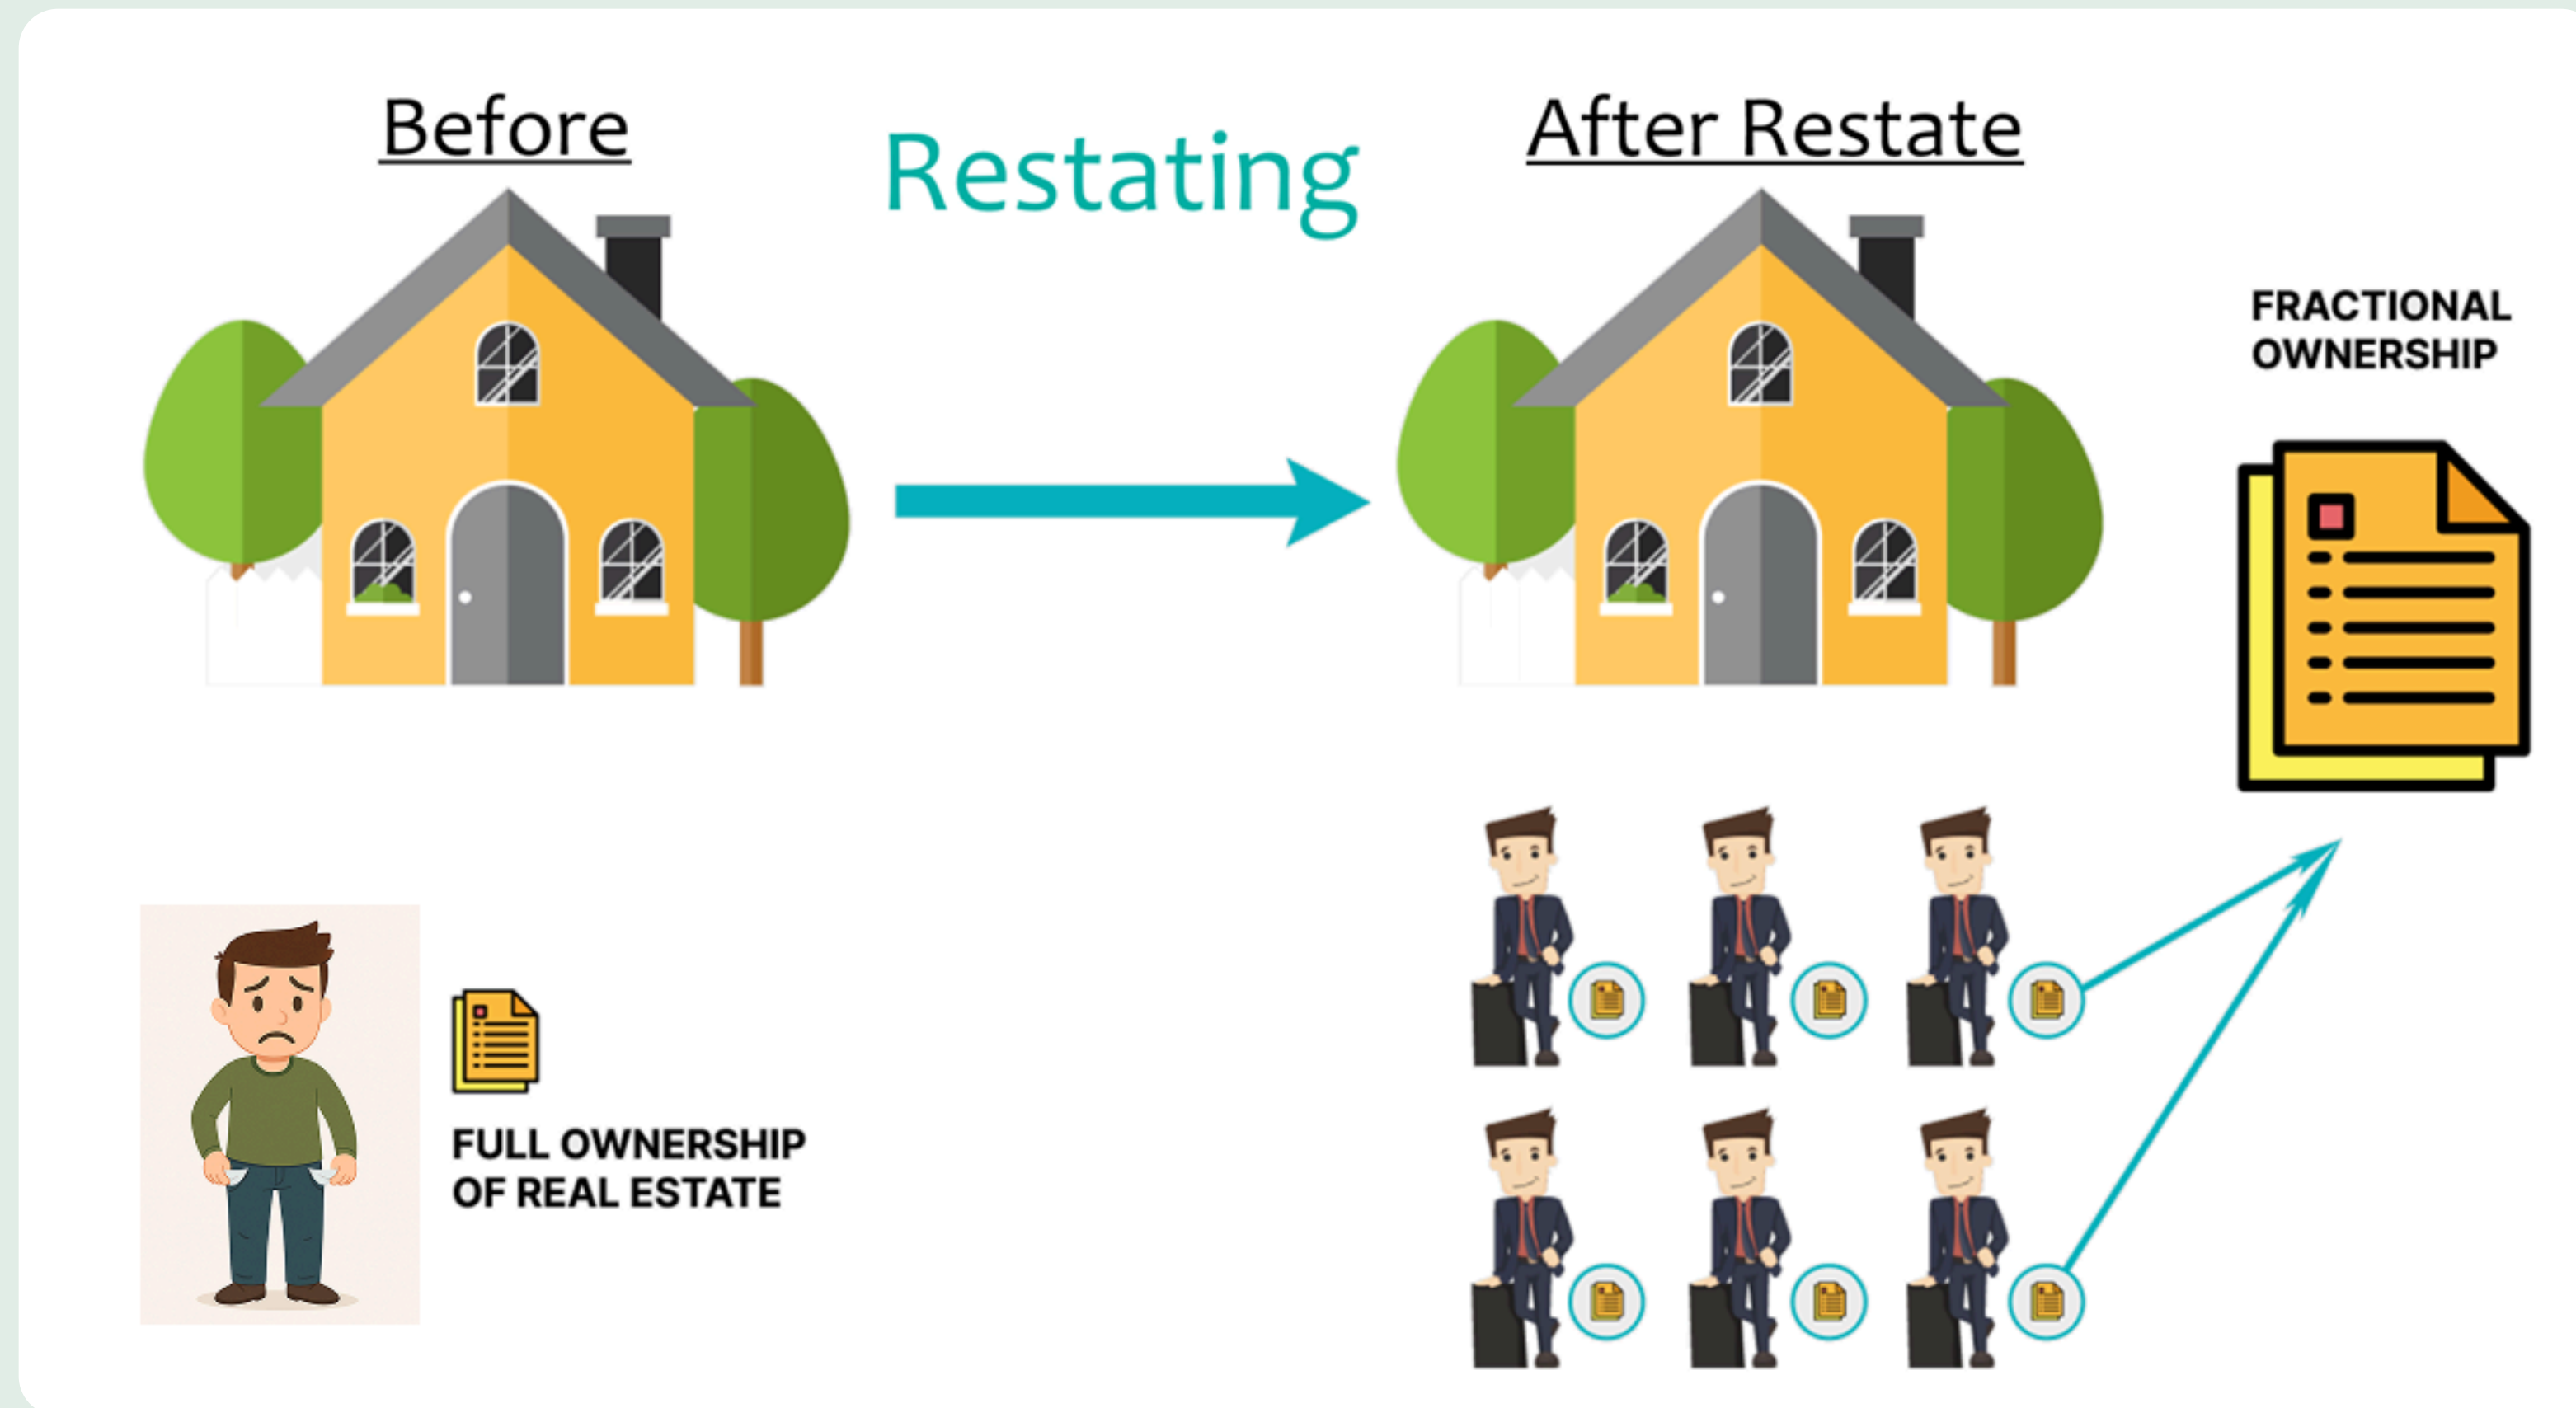 Before
Restating
After Restate
FRACTIONAL
OWNERSHIP
FULL OWNERSHIP
OF REAL ESTATE